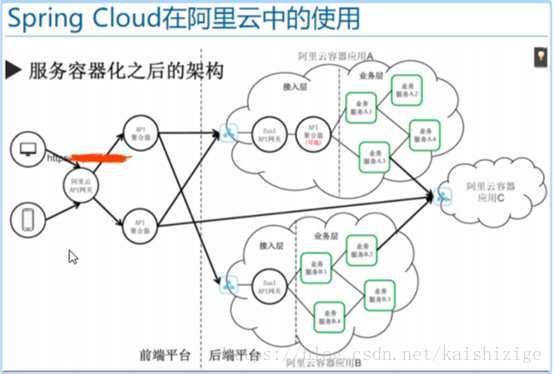 Spring Cloud在阿里云中的使用
服务容器化之后的架构
阿里云容器应用A
接入层
业务层
业务
服务A.2
业务
服务A.1
API
聚合器
Zuul
API网关
API
聚合器
(可选)
业务
服务A.4
业务
服务A.3
https
阿里云
API网关
阿里云容器
应用C
API
聚合器
接入层
业务层
业务
服务B.2
业务
服务B.1
Zuul
API网关
业务
服务B.3
业务
服务B.4
前端平台
后端平台
阿里云容器应用B
https://blog.csdn.net/kaishizige